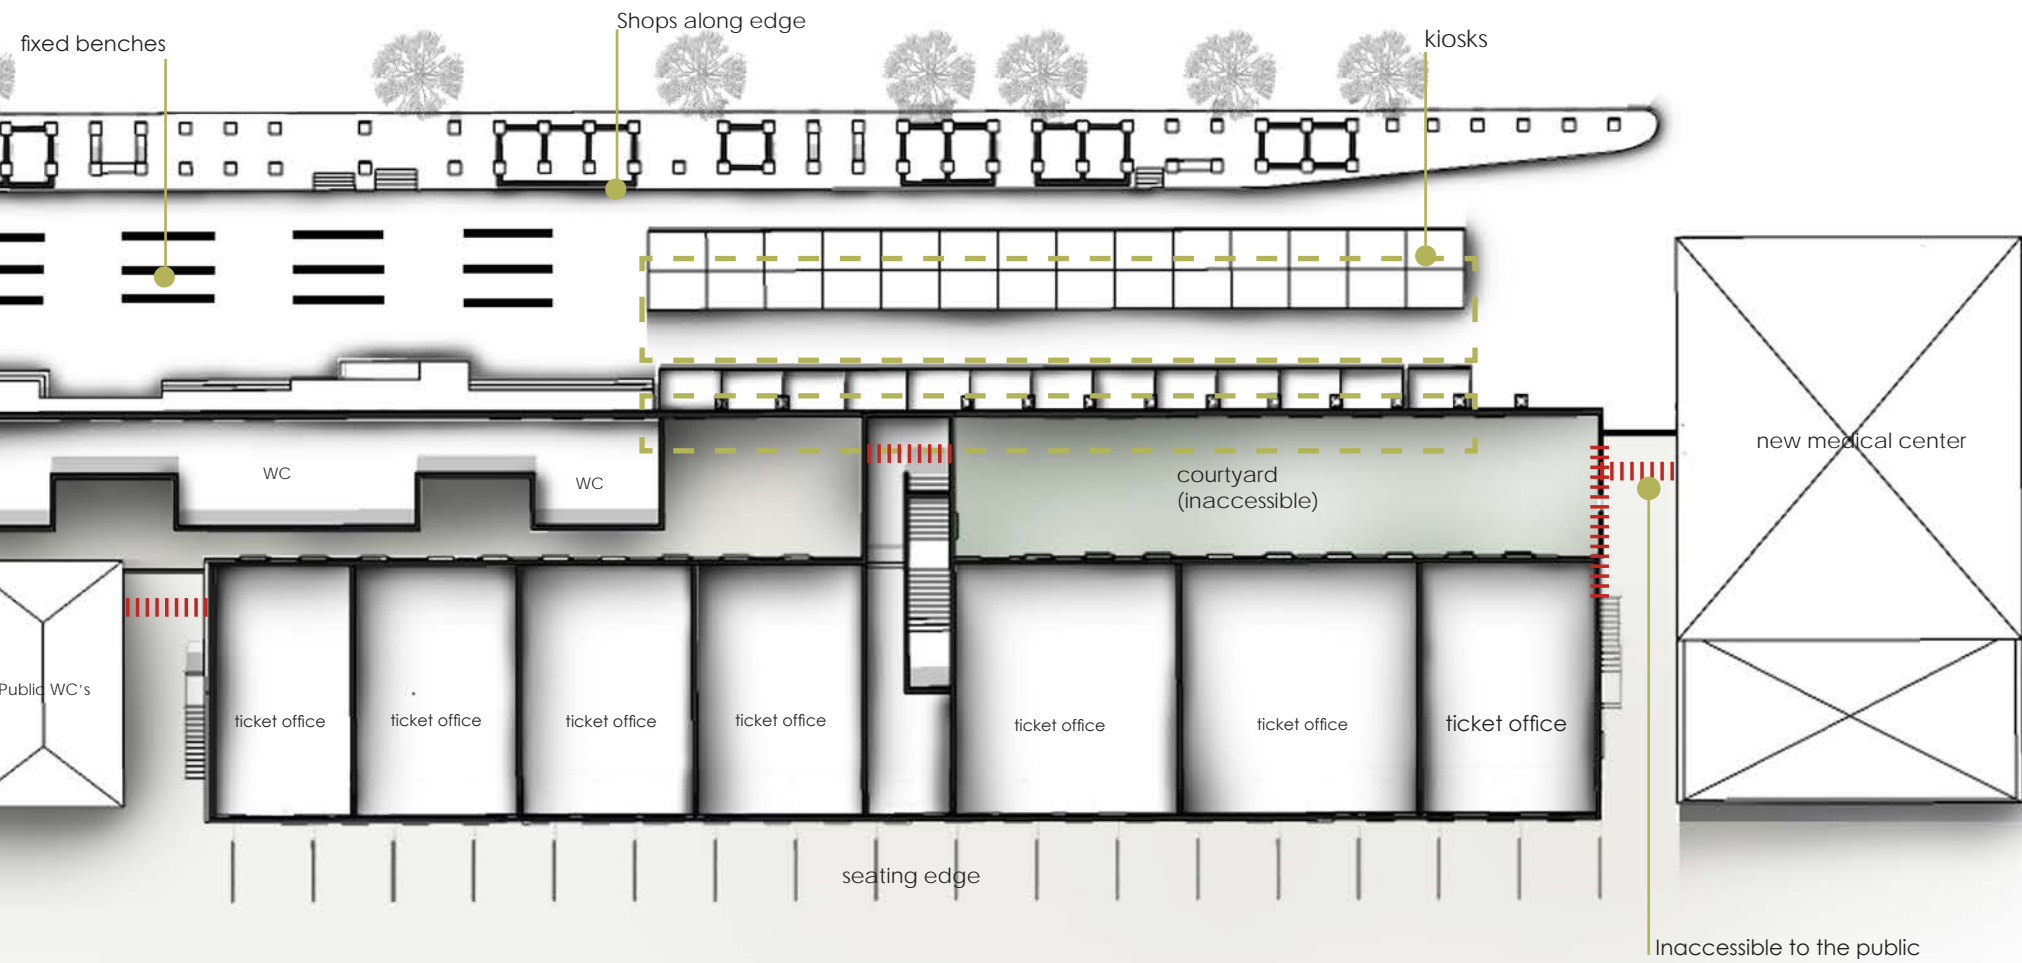 Shops along edge
fixed benches
kiosks
new medical center
WC
WC
courtyard
(inaccessible)
Public WC's
ticket office
ticket office
ticket office
ticket office
ticket office
ticket office
ticket office
seating edge
Inaccessible to the public